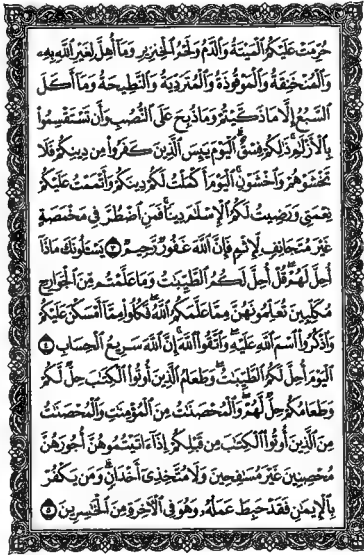 حُرِّمَتْ عَلَيْكُمُ الْمَيْتَةُ وَالدَّمُ وَلَحْمُ الْخِنزِيرِ وَمَا أُهِلَّ لِغَيْرِ اللَّهِ بِهِ
وَالْمُنْخَنِقَةُ وَالْمَوْقُوذَةُ وَالْمُتَرَدِّيَةُ وَالنَّطِيحَةُ وَمَا أَكَلَ
السَّبُعُ إِلَّا مَا ذَكَّيْتُمْ وَمَا ذُبِحَ عَلَى النُّصُبِ وَأَن تَسْتَقْسِمُوا
بِالْأَزْلَامِ ذَٰلِكُمْ فِسْقٌ الْيَوْمَ يَئِسَ الَّذِينَ كَفَرُوا مِن دِينِكُمْ فَلَا
تَخْشَوْهُمْ وَاخْشَوْنِ الْيَوْمَ أَكْمَلْتُ لَكُمْ دِينَكُمْ وَأَتْمَمْتُ عَلَيْكُمْ
نِعْمَتِي وَرَضِيتُ لَكُمُ الْإِسْلَامَ دِينًا فَمَنِ اضْطُرَّ فِي مَخْمَصَةٍ
غَيْرَ مُتَجَانِفٍ لِّإِثْمٍ فَإِنَّ اللَّهَ غَفُورٌ رَّحِيمٌ ٣ يَسْأَلُونَكَ مَاذَا
أُحِلَّ لَهُمْ قُلْ أُحِلَّ لَكُمُ الطَّيِّبَاتُ وَمَا عَلَّمْتُم مِّنَ الْجَوَارِحِ
مُكَلِّبِينَ تُعَلِّمُونَهُنَّ مِمَّا عَلَّمَكُمُ اللَّهُ فَكُلُوا مِمَّا أَمْسَكْنَ عَلَيْكُمْ
وَاذْكُرُوا اسْمَ اللَّهِ عَلَيْهِ وَاتَّقُوا اللَّهَ إِنَّ اللَّهَ سَرِيعُ الْحِسَابِ ٤
الْيَوْمَ أُحِلَّ لَكُمُ الطَّيِّبَاتُ وَطَعَامُ الَّذِينَ أُوتُوا الْكِتَابَ حِلٌّ لَّكُمْ
وَطَعَامُكُمْ حِلٌّ لَّهُمْ وَالْمُحْصَنَاتُ مِنَ الْمُؤْمِنَاتِ وَالْمُحْصَنَاتُ
مِنَ الَّذِينَ أُوتُوا الْكِتَابَ مِن قَبْلِكُمْ إِذَا آتَيْتُمُوهُنَّ أُجُورَهُنَّ
مُحْصِنِينَ غَيْرَ مُسَافِحِينَ وَلَا مُتَّخِذِي أَخْدَانٍ وَمَن يَكْفُرْ
بِالْإِيمَانِ فَقَدْ حَبِطَ عَمَلُهُ وَهُوَ فِي الْآخِرَةِ مِنَ الْخَاسِرِينَ ٥